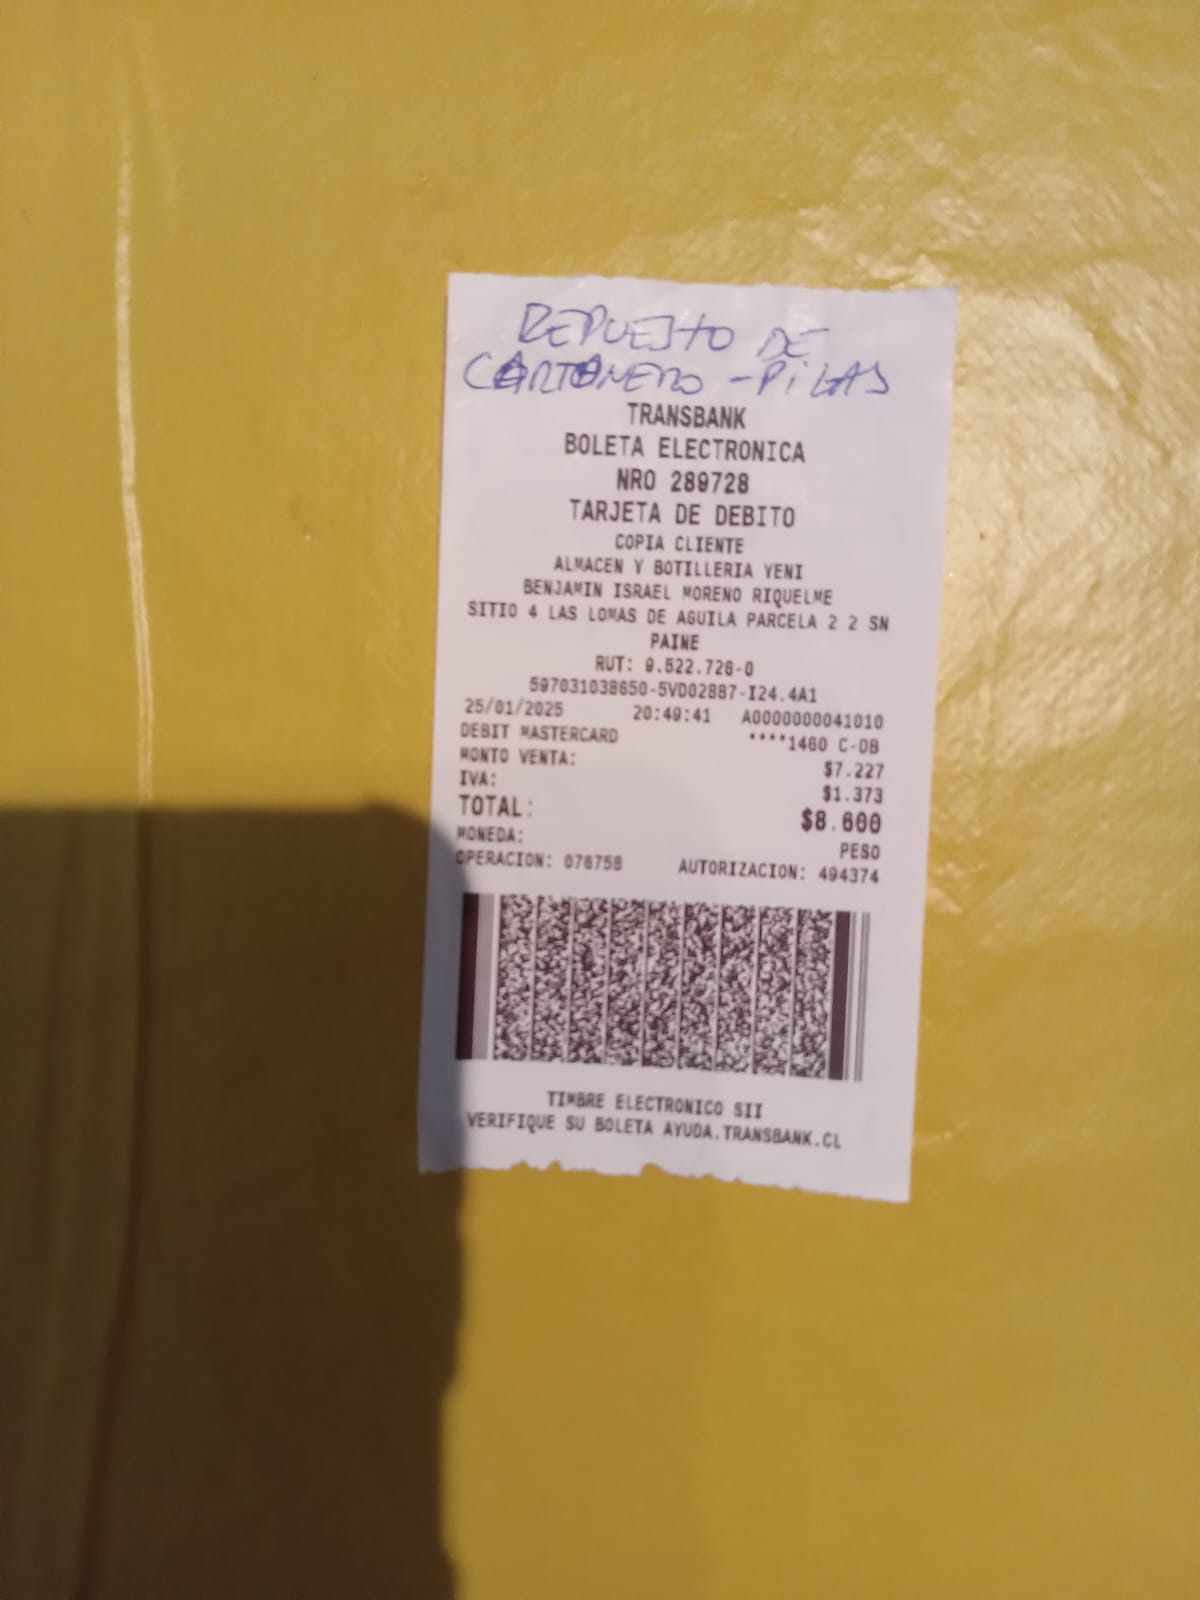 REPUESTO DE
CARTONERO - PILAS
TRANSBANK
BOLETA ELECTRONICA
NRO 289728
TARJETA DE DEBITO
COPIA CLIENTE
ALMACEN Y BOTILLERIA YENI
BENJAMIN ISRAEL MORENO RIQUELME
SITIO 4 LAS LOMAS DE AGUILA PARCELA 2 2 SN
PAINE
RUT: 9.522.726-0
597031038650-5VD02887-I24.4A1
25/01/2025 20:49:41 A0000000041010
DEBIT MASTERCARD ****1460 C-DB
MONTO VENTA: $7.227
IVA: $1.373
TOTAL: $8.600
MONEDA: PESO
OPERACION: 076758 AUTORIZACION: 494374
TIMBRE ELECTRONICO SII
VERIFIQUE SU BOLETA AYUDA.TRANSBANK.CL